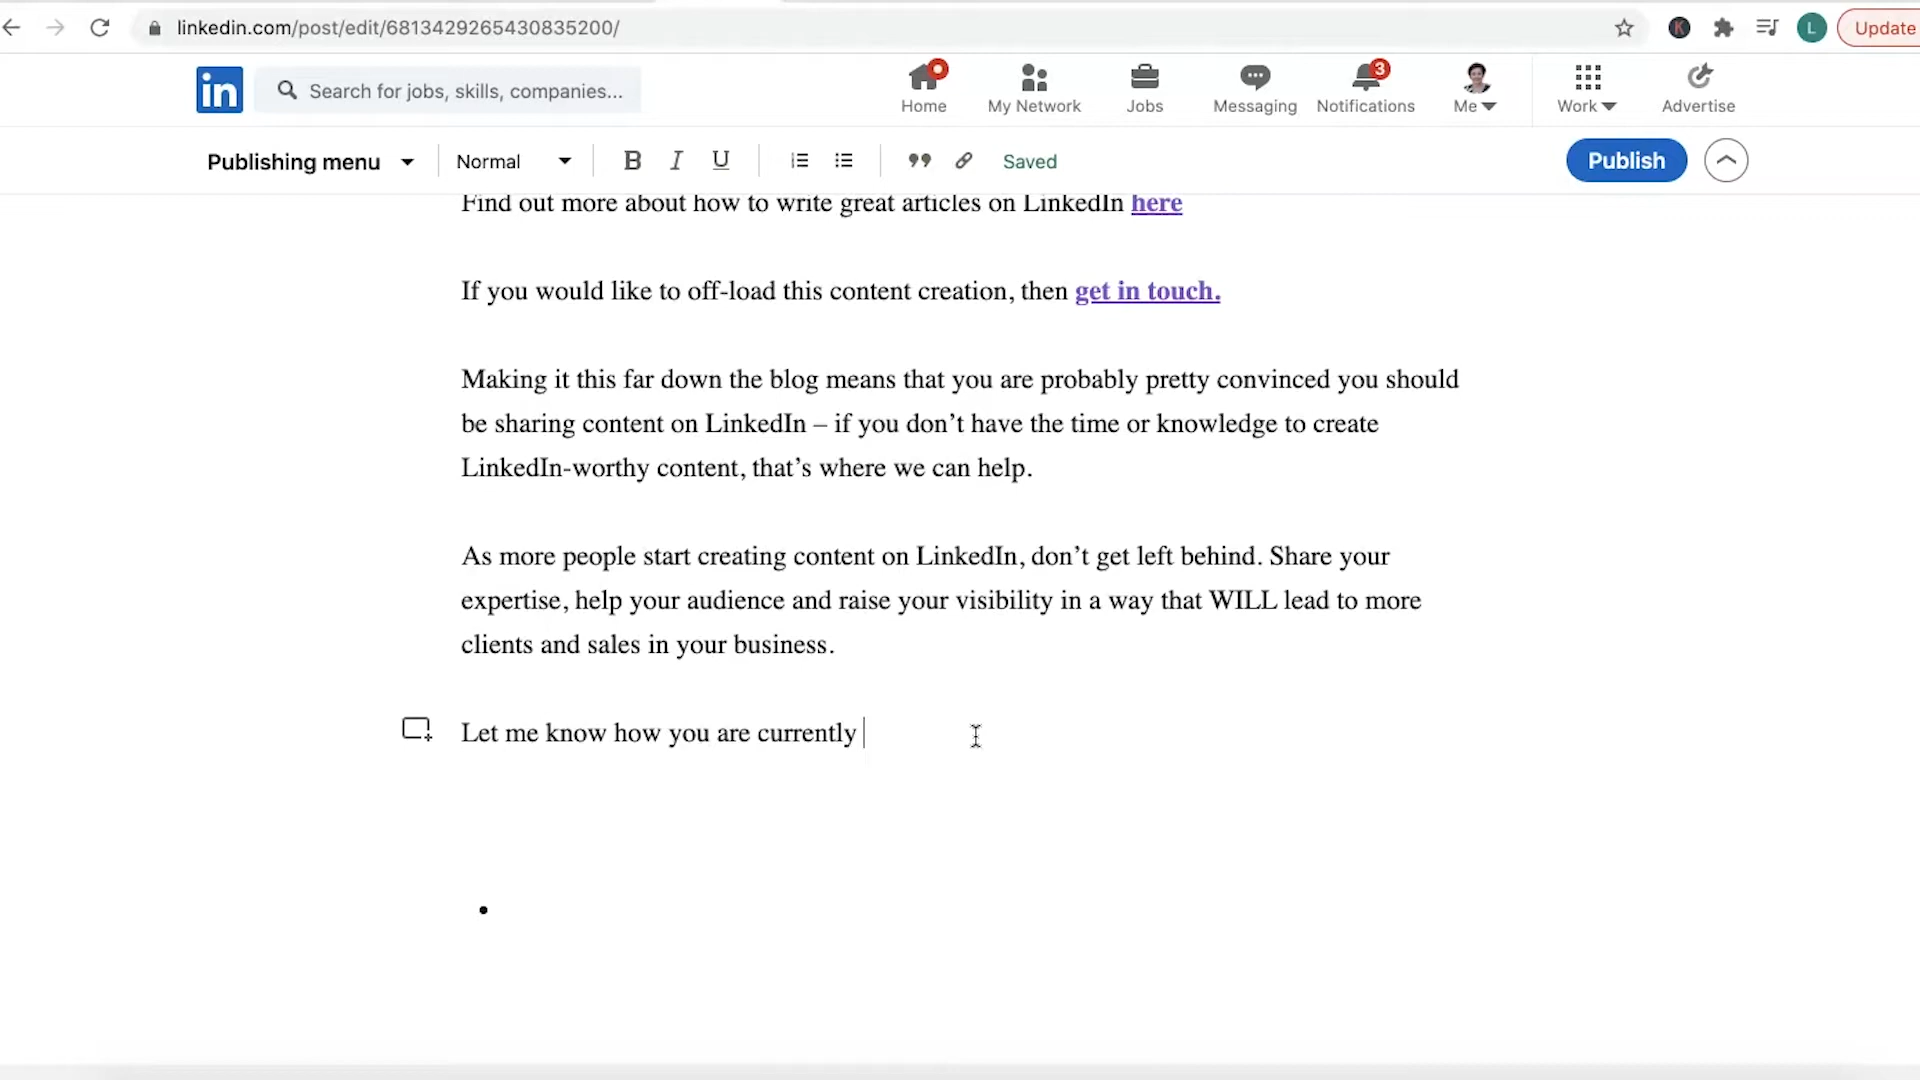 linkedin.com/post/edit/6813429265430835200/
K
L
Update
in
Search for jobs, skills, companies...
Home
My Network
Jobs
Messaging
3
Notifications
Me
Work
Advertise
Publishing menu
Normal
B I U
Saved
Publish
Find out more about how to write great articles on LinkedIn here
If you would like to off-load this content creation, then get in touch.
Making it this far down the blog means that you are probably pretty convinced you should
be sharing content on LinkedIn – if you don’t have the time or knowledge to create
LinkedIn-worthy content, that’s where we can help.
As more people start creating content on LinkedIn, don’t get left behind. Share your
expertise, help your audience and raise your visibility in a way that WILL lead to more
clients and sales in your business.
Let me know how you are currently